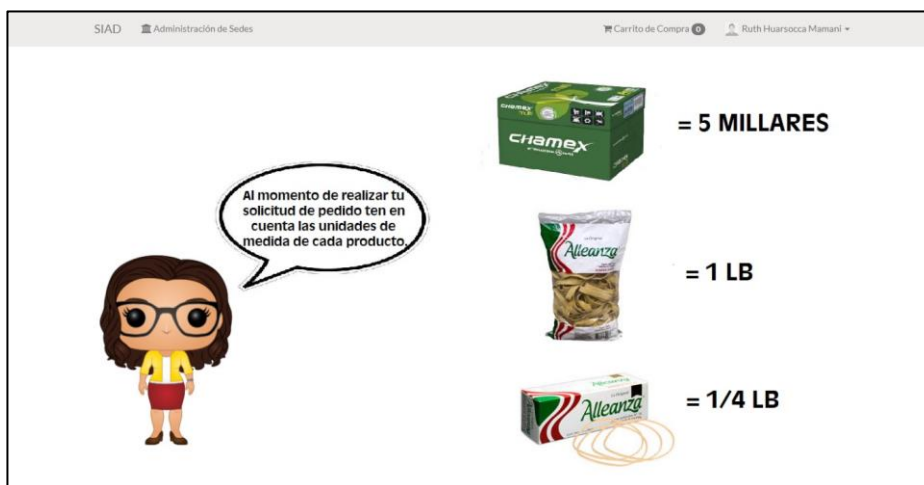 SIAD Administración de Sedes Carrito de Compra 0 Ruth Huarsocca Mamani
Al momento de realizar tu
solicitud de pedido ten en
cuenta las unidades de
medida de cada producto.
CHAMEX
CHAMEX
= 5 MILLARES
Alleanza
= 1 LB
Alleanza
Alleanza
= 1/4 LB